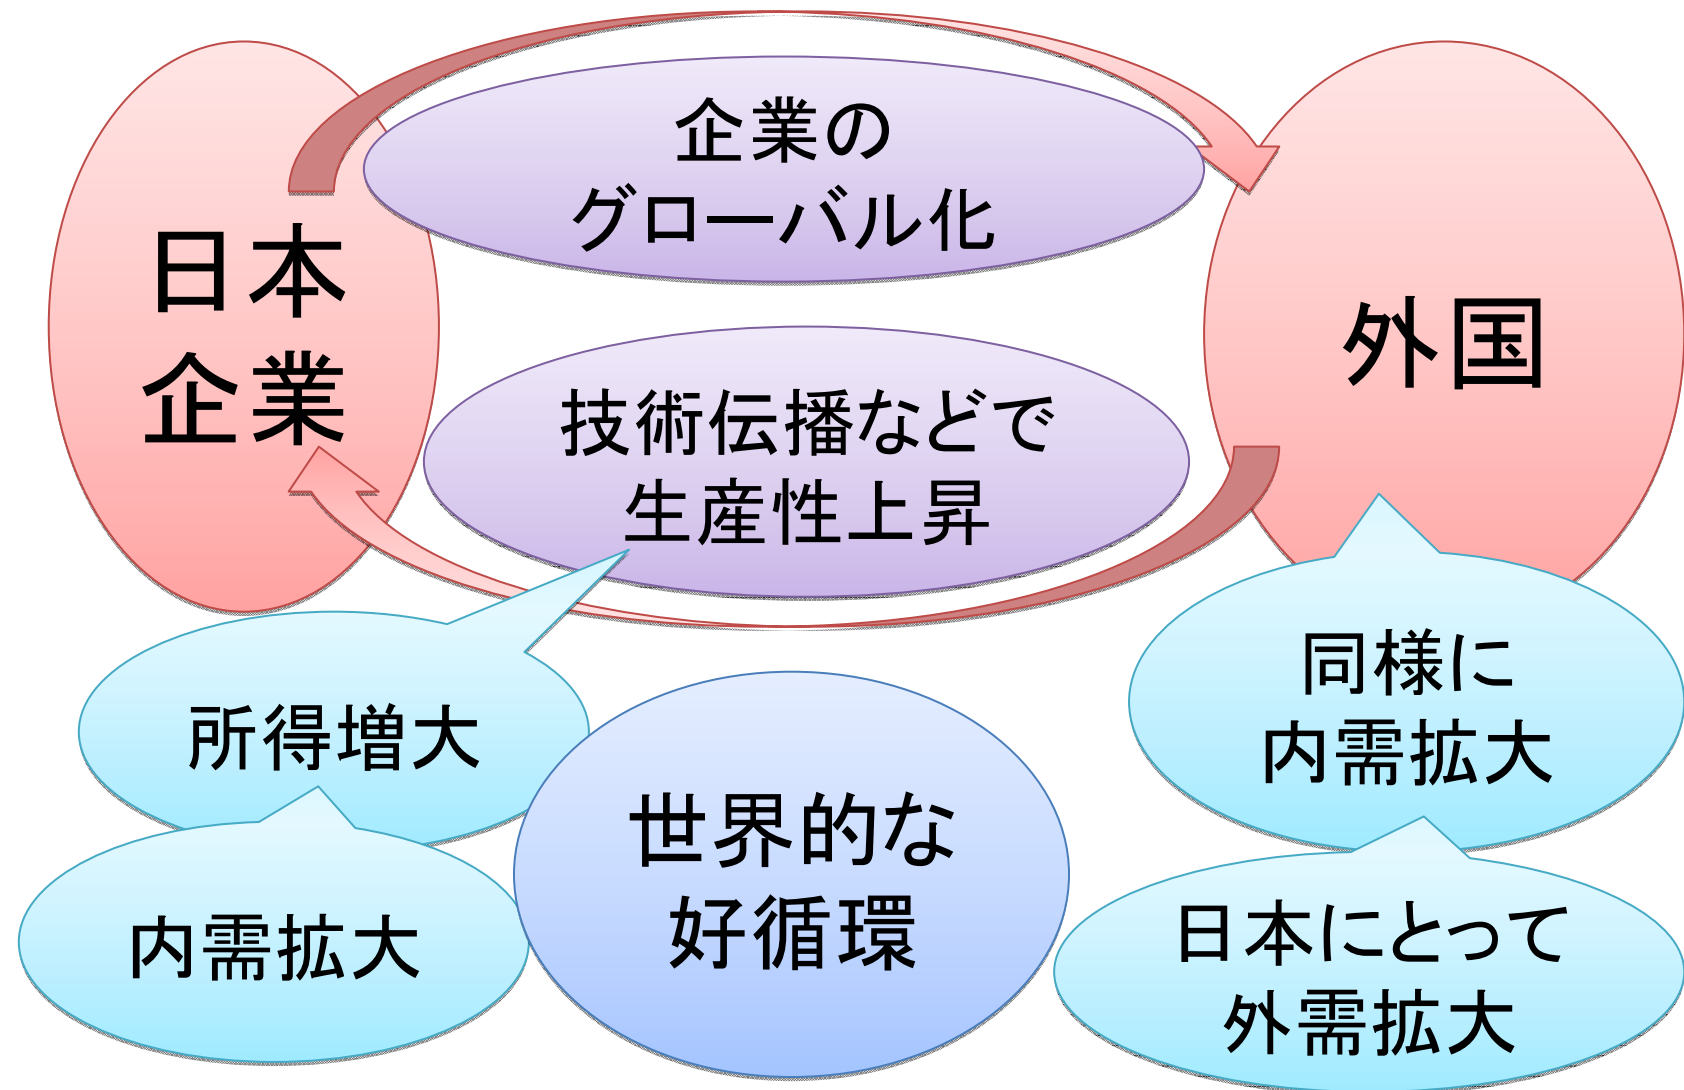 企業の
グローバル化
日本
企業
外国
技術伝播などで
生産性上昇
所得増大
同様に
内需拡大
世界的な
好循環
内需拡大
日本にとって
外需拡大